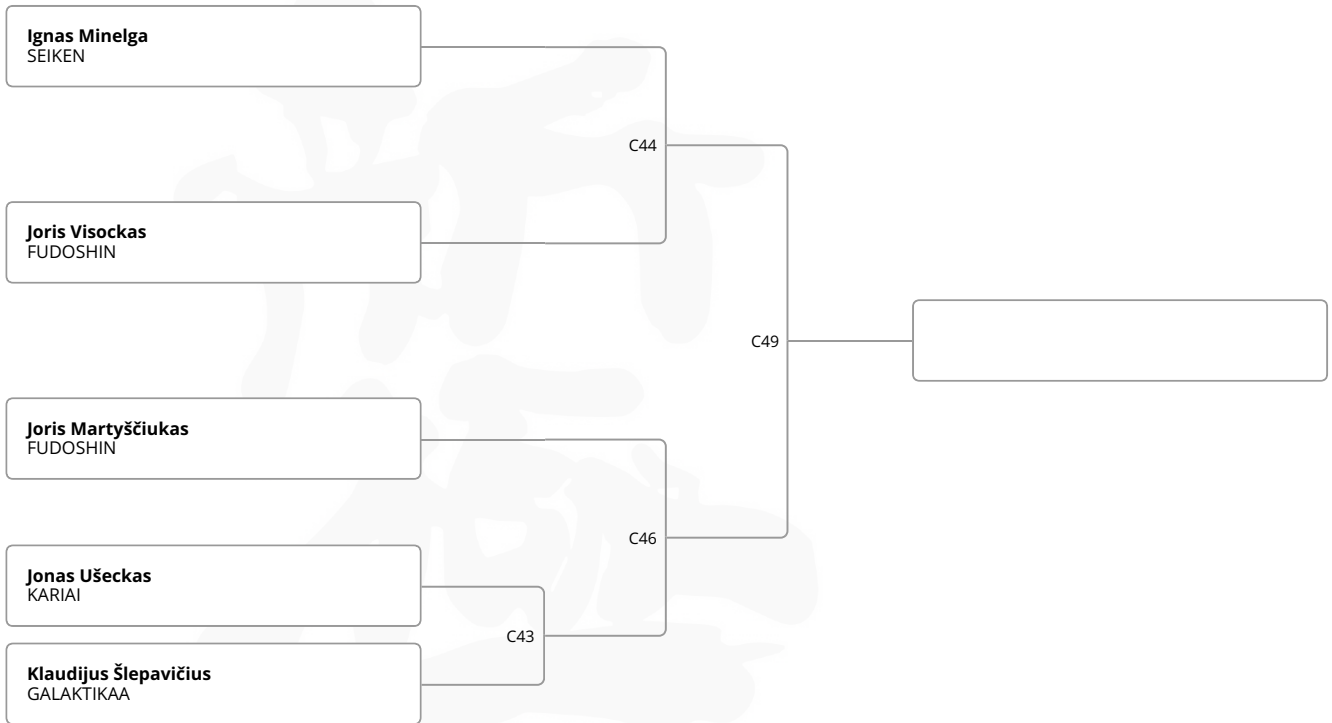 Ignas Minelga
SEIKEN
C44
Joris Visockas
FUDOSHIN
C49
Joris Martyščiukas
FUDOSHIN
C46
Jonas Ušeckas
KARIAI
C43
Klaudijus Šlepavičius
GALAKTIKAA